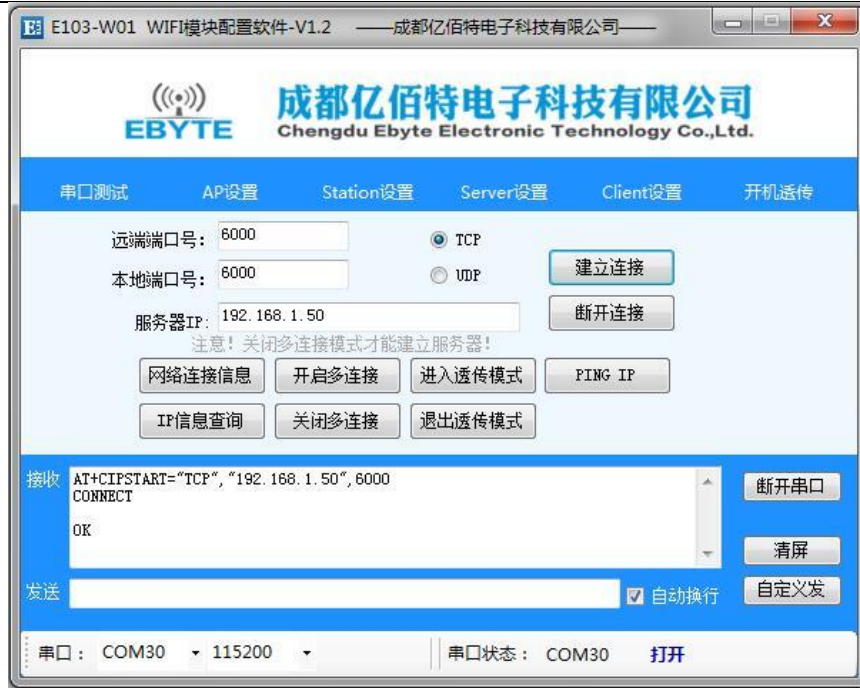 E103-W01 WIFI模块配置软件-V1.2 ——成都亿佰特电子科技有限公司——
((•)) EBYTE
成都亿佰特电子科技有限公司
Chengdu Ebyte Electronic Technology Co.,Ltd.
串口测试 AP设置 Station设置 Server设置 Client设置 开机透传
远端端口号: 6000 TCP
建立连接
本地端口号: 6000 UDP
断开连接
服务器IP: 192.168.1.50
注意!关闭多连接模式才能建立服务器!
网络连接信息 开启多连接 进入透传模式 PING IP
IP信息查询 关闭多连接 退出透传模式
接收 AT+CIPSTART="TCP","192.168.1.50",6000
CONNECT
断开串口
OK
清屏
发送 自动换行 自定义发
串口: COM30 115200 串口状态: COM30 打开